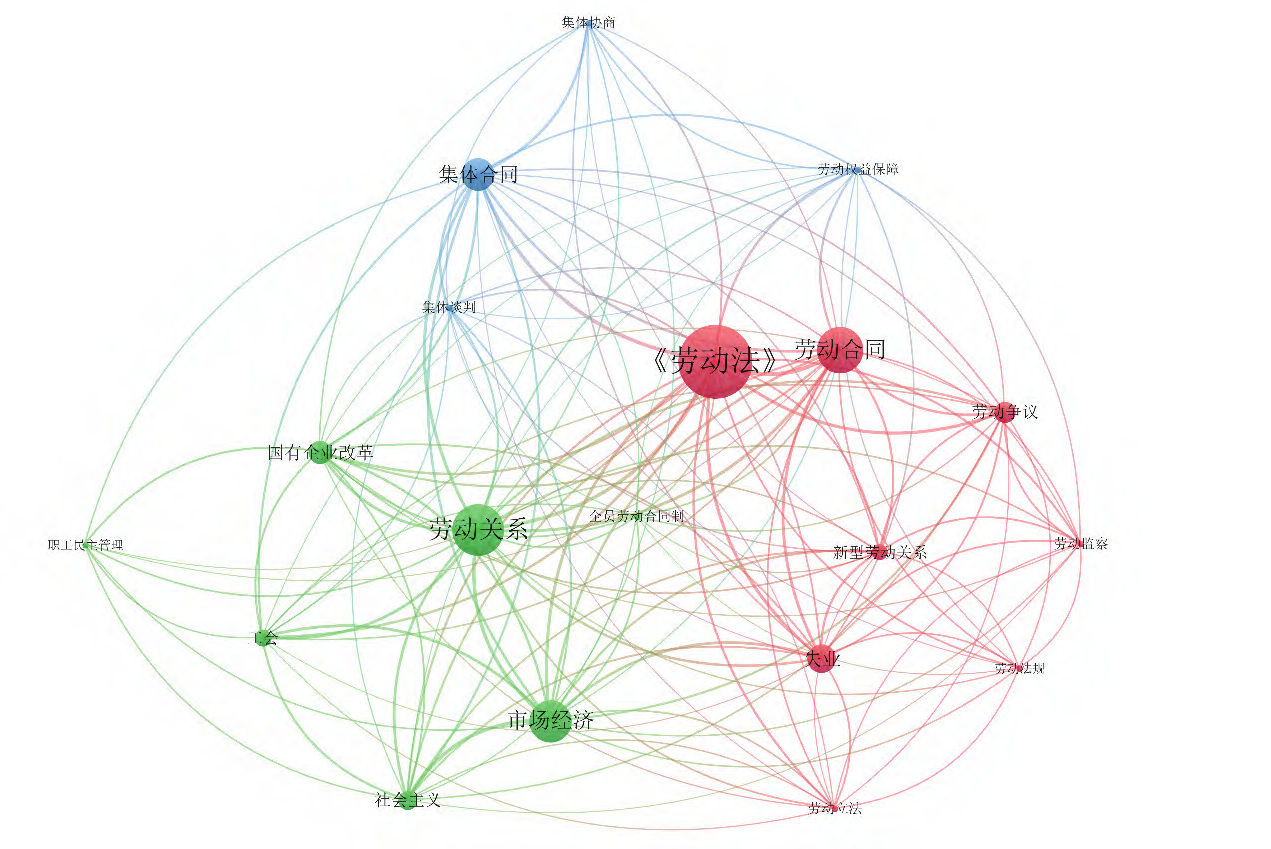 集体协商
劳动权益保障
集体合同
集体谈判
《劳动法》
劳动合同
劳动争议
国有企业改革
全员劳动合同制
劳动关系
职工民主管理
劳动监察
新型劳动关系
工会
失业
劳动法规
市场经济
社会主义
劳动立法